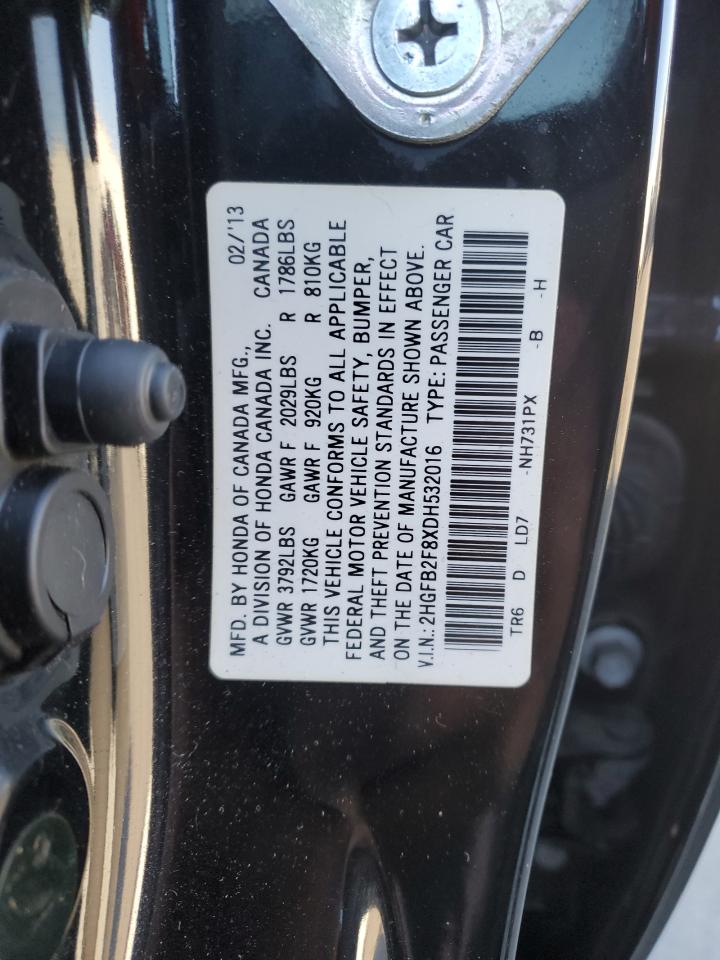 MFD. BY HONDA OF CANADA MFG., 02/'13
A DIVISION OF HONDA CANADA INC. CANADA
GVWR 3792LBS GAWR F 2029LBS R 1786LBS
GVWR 1720KG GAWR F 920KG R 810KG
THIS VEHICLE CONFORMS TO ALL APPLICABLE
FEDERAL MOTOR VEHICLE SAFETY, BUMPER,
AND THEFT PREVENTION STANDARDS IN EFFECT
ON THE DATE OF MANUFACTURE SHOWN ABOVE.
V.I.N.: 2HGFB2F8XDH532016 TYPE: PASSENGER CAR
TR6 D LD7 -NH731PX -B -H